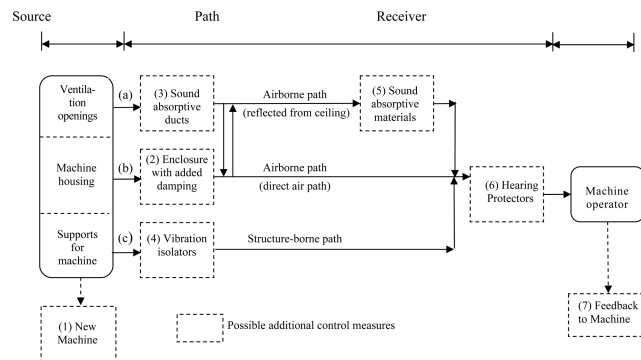 Source
Path
Receiver
Ventila-
tion
openings
(a)
(3) Sound
absorptive
ducts
Airborne path
(reflected from ceiling)
(5) Sound
absorptive
materials
Machine
housing
(b)
(2) Enclosure
with added
damping
Airborne path
(direct air path)
(6) Hearing
Protectors
Machine
operator
Supports
for
machine
(c)
(4) Vibration
isolators
Structure-borne path
(1) New
Machine
Possible additional control measures
(7) Feedback
to Machine